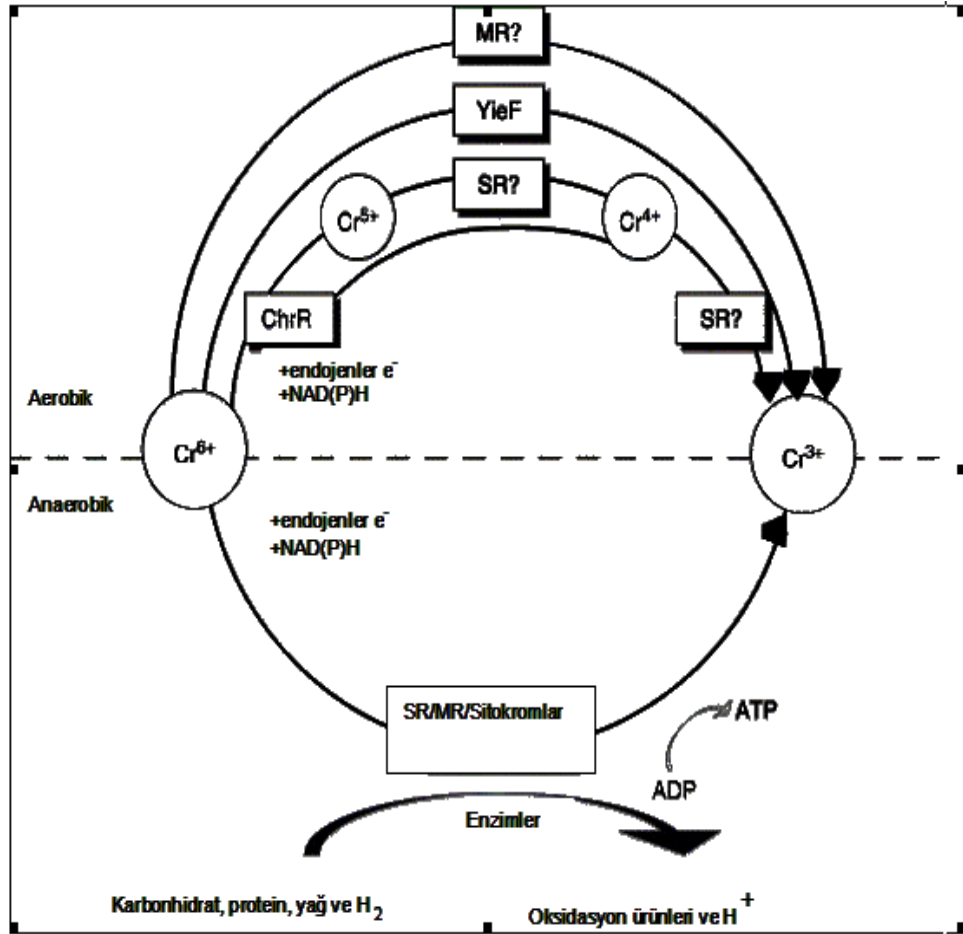 MR?
YieF
SR?
Cr⁵⁺
Cr⁴⁺
ChrR
SR?
+endojenler e⁻
+NAD(P)H
Aerobik
Cr⁶⁺
Cr³⁺
Anaerobik
+endojenler e⁻
+NAD(P)H
SR/MR/Sitokromlar
ATP
ADP
Enzimler
Karbonhidrat, protein, yağ ve H₂
Oksidasyon ürünleri ve H⁺